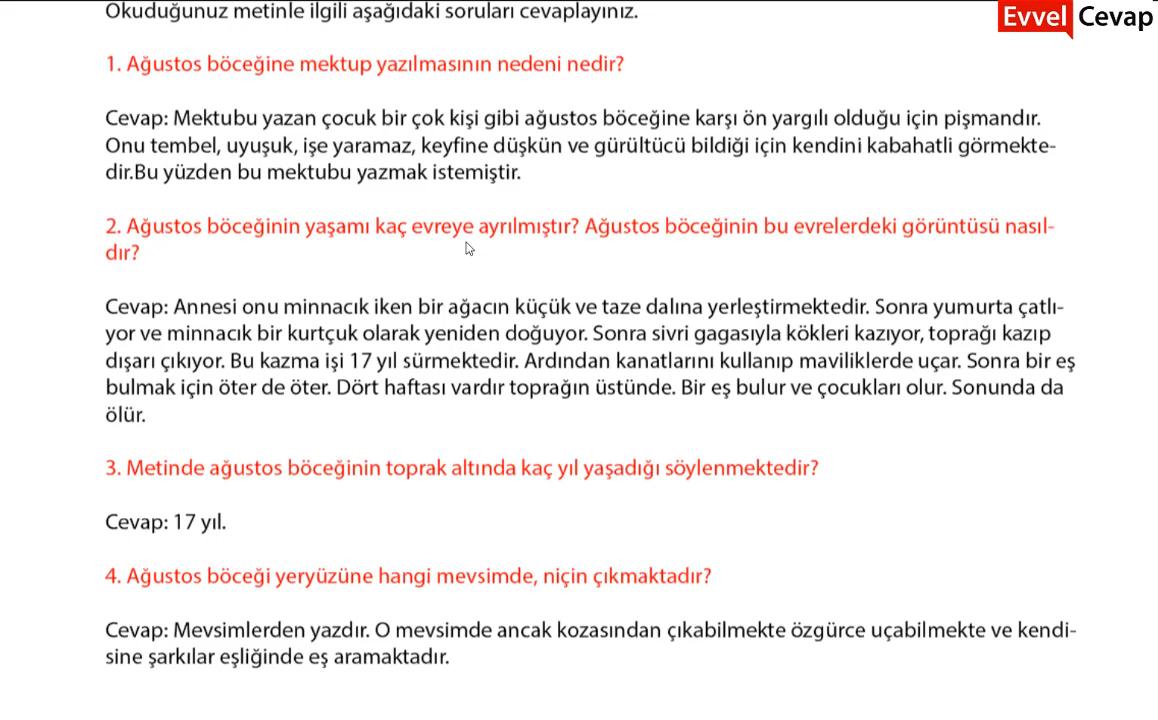 Okuduğunuz metinle ilgili aşağıdaki soruları cevaplayınız.
Evvel Cevap
1. Ağustos böceğine mektup yazılmasının nedeni nedir?
Cevap: Mektubu yazan çocuk bir çok kişi gibi ağustos böceğine karşı ön yargılı olduğu için pişmandır.
Onu tembel, uyuşuk, işe yaramaz, keyfine düşkün ve gürültücü bildiği için kendini kabahatli görmekte-
dir.Bu yüzden bu mektubu yazmak istemiştir.
2. Ağustos böceğinin yaşamı kaç evreye ayrılmıştır? Ağustos böceğinin bu evrelerdeki görüntüsü nasıl-
dır?
Cevap: Annesi onu minnacık iken bir ağacın küçük ve taze dalına yerleştirmektedir. Sonra yumurta çatlı-
yor ve minnacık bir kurtçuk olarak yeniden doğuyor. Sonra sivri gagasıyla kökleri kazıyor, toprağı kazıp
dışarı çıkıyor. Bu kazma işi 17 yıl sürmektedir. Ardından kanatlarını kullanıp maviliklerde uçar. Sonra bir eş
bulmak için öter de öter. Dört haftası vardır toprağın üstünde. Bir eş bulur ve çocukları olur. Sonunda da
ölür.
3. Metinde ağustos böceğinin toprak altında kaç yıl yaşadığı söylenmektedir?
Cevap: 17 yıl.
4. Ağustos böceği yeryüzüne hangi mevsimde, niçin çıkmaktadır?
Cevap: Mevsimlerden yazdır. O mevsimde ancak kozasından çıkabilmekte özgürce uçabilmekte ve kendi-
sine şarkılar eşliğinde eş aramaktadır.